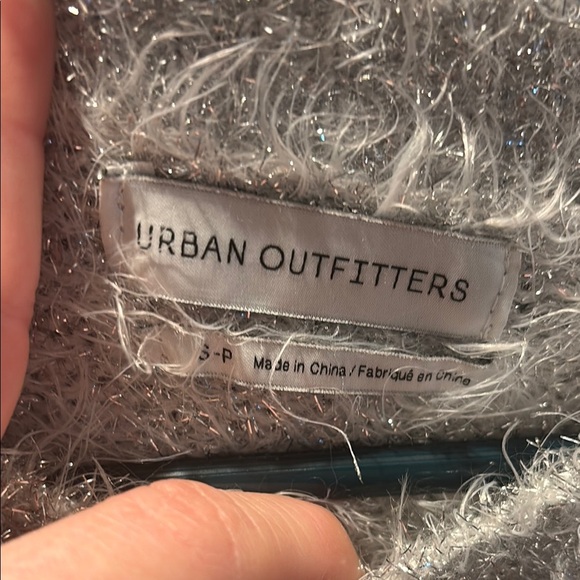 URBAN OUTFITTERS
S-P Made in China / Fabriqué en Chine